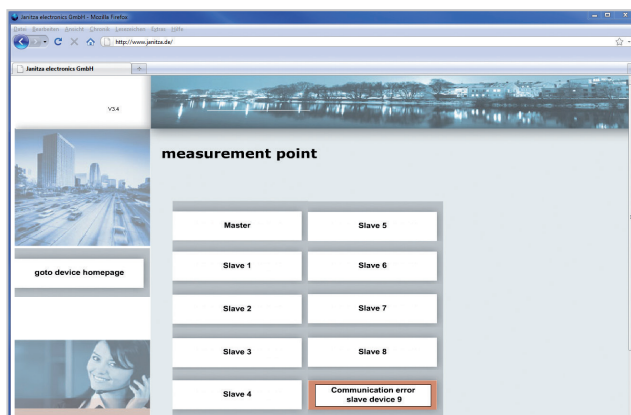 Janitza electronics GmbH - Mozilla Firefox
Datei Bearbeiten Ansicht Chronik Lesezeichen Extras Hilfe
http://www.janitza.de/
Janitza electronics GmbH
V3.4
measurement point
Master
Slave 5
goto device homepage
Slave 1
Slave 6
Slave 2
Slave 7
Slave 3
Slave 8
Slave 4
Communication error
slave device 9